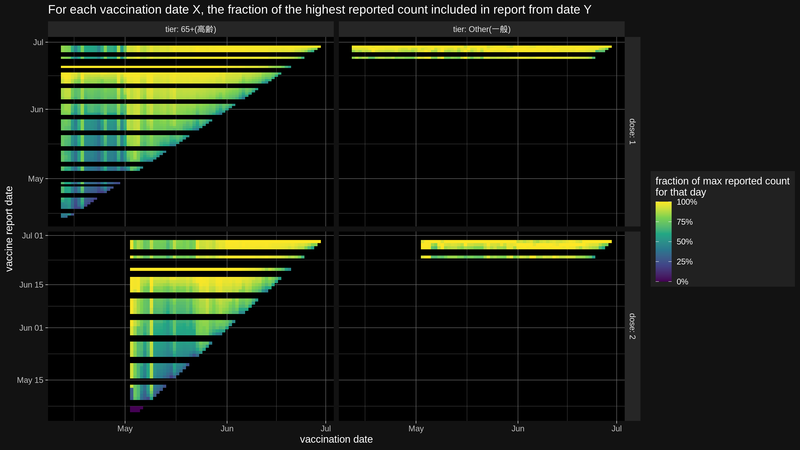 For each vaccination date X, the fraction of the highest reported count included in report from date Y
tier: 65+(高齢)
tier: Other(一般)
Jul
Jun
May
dose: 1
Jul 01
Jun 15
Jun 01
May 15
dose: 2
vaccine report date
May
Jun
Jul
May
Jun
Jul
vaccination date
fraction of max reported count
for that day
100%
75%
50%
25%
0%